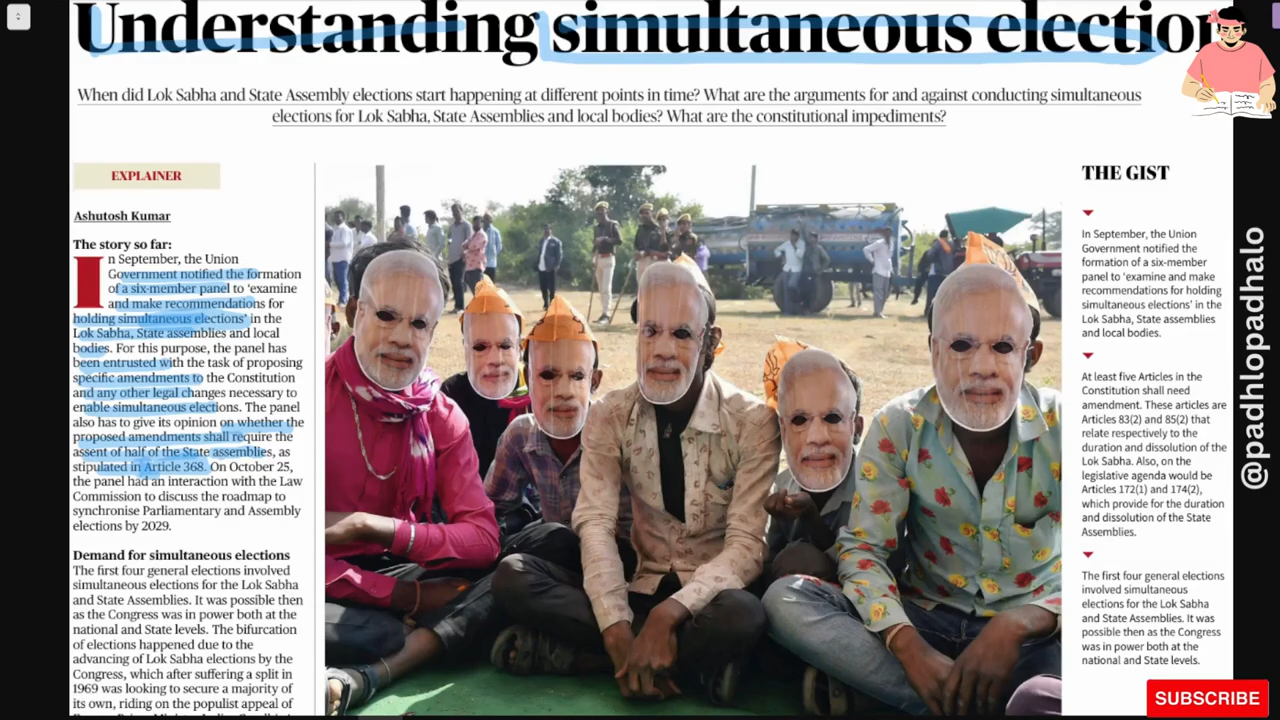 Understanding simultaneous election
When did Lok Sabha and State Assembly elections start happening at different points in time? What are the arguments for and against conducting simultaneous
elections for Lok Sabha, State Assemblies and local bodies? What are the constitutional impediments?
EXPLAINER
Ashutosh Kumar
The story so far:
In September, the Union
Government notified the formation
of a six-member panel to ‘examine
and make recommendations for
holding simultaneous elections’ in the
Lok Sabha, State assemblies and local
bodies. For this purpose, the panel has
been entrusted with the task of proposing
specific amendments to the Constitution
and any other legal changes necessary to
enable simultaneous elections. The panel
also has to give its opinion on whether the
proposed amendments shall require the
assent of half of the State assemblies, as
stipulated in Article 368. On October 25,
the panel had an interaction with the Law
Commission to discuss the roadmap to
synchronise Parliamentary and Assembly
elections by 2029.
Demand for simultaneous elections
The first four general elections involved
simultaneous elections for the Lok Sabha
and State Assemblies. It was possible then
as the Congress was in power both at the
national and State levels. The bifurcation
of elections happened due to the
advancing of Lok Sabha elections by the
Congress, which after suffering a split in
1969 was looking to secure a majority of
its own, riding on the populist appeal of
THE GIST
In September, the Union
Government notified the
formation of a six-member
panel to ‘examine and make
recommendations for holding
simultaneous elections’ in the
Lok Sabha, State assemblies
and local bodies.
At least five Articles in the
Constitution shall need
amendment. These articles are
Articles 83(2) and 85(2) that
relate respectively to the
duration and dissolution of the
Lok Sabha. Also, on the
legislative agenda would be
Articles 172(1) and 174(2),
which provide for the duration
and dissolution of the State
Assemblies.
The first four general elections
involved simultaneous
elections for the Lok Sabha
and State Assemblies. It was
possible then as the Congress
was in power both at the
national and State levels.
@padhlopadhalo
SUBSCRIBE